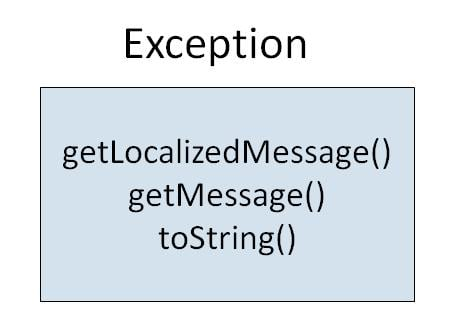 Exception
getLocalizedMessage()
getMessage()
toString()